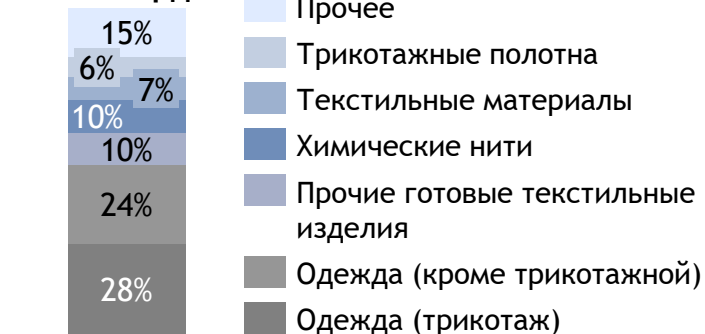 Прочее
15%
Трикотажные полотна
6%
7%
Текстильные материалы
10%
Химические нити
10%
Прочие готовые текстильные
изделия
24%
Одежда (кроме трикотажной)
28%
Одежда (трикотаж)